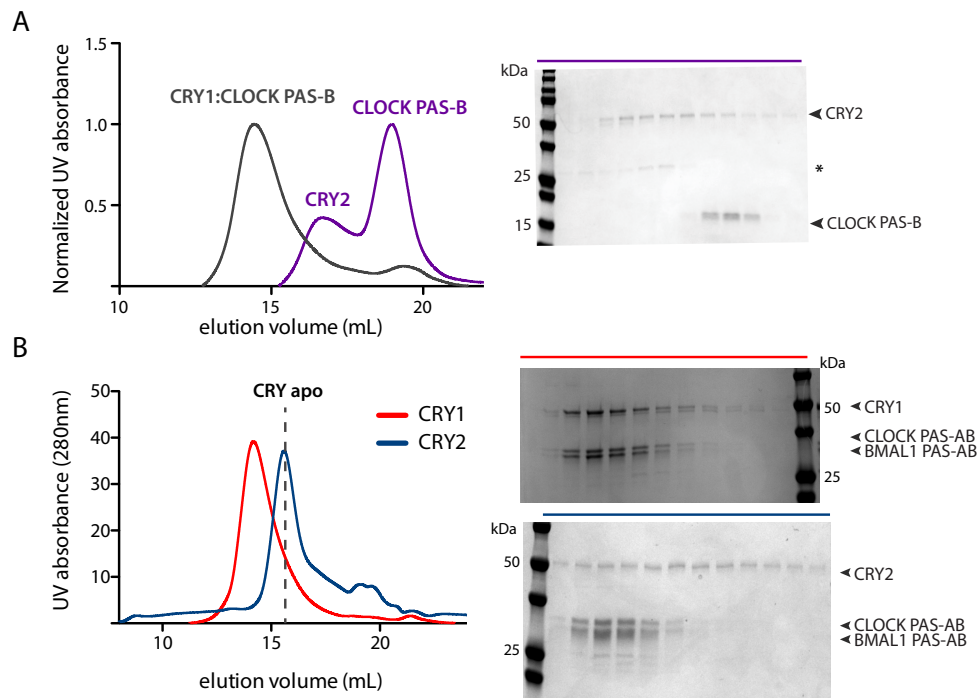 A
Normalized UV absorbance
1.5
1.0
0.5
CRY1:CLOCK PAS-B
CLOCK PAS-B
CRY2
10
15
20
elution volume (mL)
kDa
50
25
15
CRY2
*
CLOCK PAS-B
B
UV absorbance (280nm)
50
40
30
20
10
CRY apo
CRY1
CRY2
10
15
20
elution volume (mL)
kDa
50
25
CRY1
CLOCK PAS-AB
BMAL1 PAS-AB
kDa
50
25
CRY2
CLOCK PAS-AB
BMAL1 PAS-AB